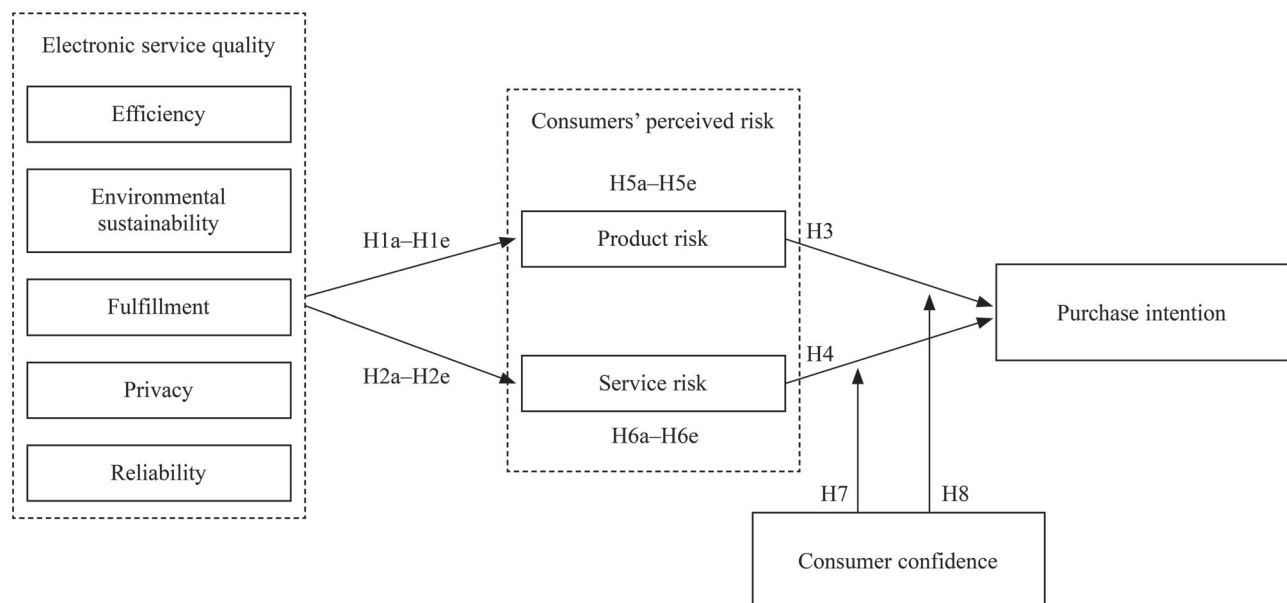 Electronic service quality
Efficiency
Environmental
sustainability
Fulfillment
Privacy
Reliability
H1a–H1e
H2a–H2e
Consumers’ perceived risk
H5a–H5e
Product risk
Service risk
H6a–H6e
H3
H4
Purchase intention
H7
H8
Consumer confidence